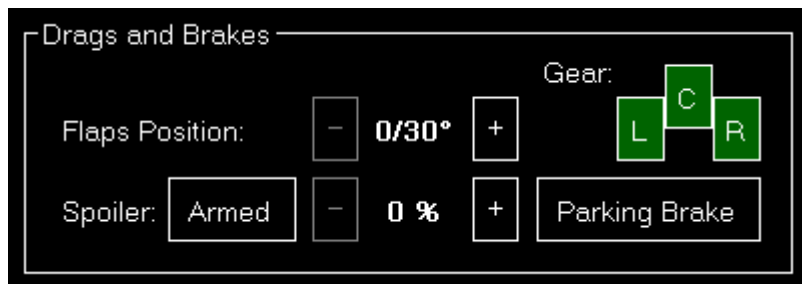 Drags and Brakes
Gear:
C
Flaps Position: − 0/30° + L R
Spoiler: Armed − 0 % + Parking Brake